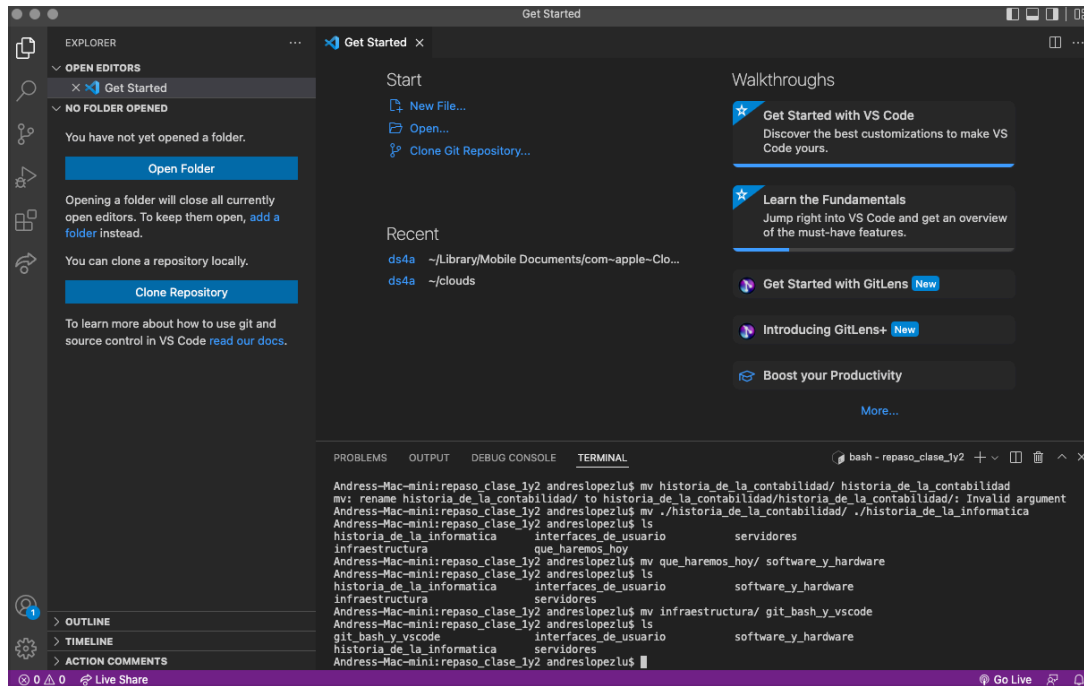 Get Started
EXPLORER
OPEN EDITORS
Get Started
NO FOLDER OPENED
You have not yet opened a folder.
Open Folder
Opening a folder will close all currently
open editors. To keep them open, add a
folder instead.
You can clone a repository locally.
Clone Repository
To learn more about how to use git and
source control in VS Code read our docs.
OUTLINE
TIMELINE
ACTION COMMENTS
1
Get Started
Start
New File...
Open...
Clone Git Repository...
Recent
ds4a ~/Library/Mobile Documents/com~apple~Clo...
ds4a ~/clouds
Walkthroughs
Get Started with VS Code
Discover the best customizations to make VS
Code yours.
Learn the Fundamentals
Jump right into VS Code and get an overview
of the must-have features.
Get Started with GitLens New
Introducing GitLens+ New
Boost your Productivity
More...
PROBLEMS OUTPUT DEBUG CONSOLE TERMINAL bash - repaso_clase_1y2
Andress-Mac-mini:repaso_clase_1y2 andreslopezlu$ mv historia_de_la_contabilidad/ historia_de_la_contabilidad
mv: rename historia_de_la_contabilidad/ to historia_de_la_contabilidad/historia_de_la_contabilidad/: Invalid argument
Andress-Mac-mini:repaso_clase_1y2 andreslopezlu$ mv ./historia_de_la_contabilidad/ ./historia_de_la_informatica
Andress-Mac-mini:repaso_clase_1y2 andreslopezlu$ ls
historia_de_la_informatica interfaces_de_usuario servidores
infraestructura que_haremos_hoy
Andress-Mac-mini:repaso_clase_1y2 andreslopezlu$ mv que_haremos_hoy/ software_y_hardware
Andress-Mac-mini:repaso_clase_1y2 andreslopezlu$ ls
historia_de_la_informatica interfaces_de_usuario software_y_hardware
infraestructura servidores
Andress-Mac-mini:repaso_clase_1y2 andreslopezlu$ mv infraestructura/ git_bash_y_vscode
Andress-Mac-mini:repaso_clase_1y2 andreslopezlu$ ls
git_bash_y_vscode interfaces_de_usuario software_y_hardware
historia_de_la_informatica servidores
Andress-Mac-mini:repaso_clase_1y2 andreslopezlu$
0 0 Live Share Go Live